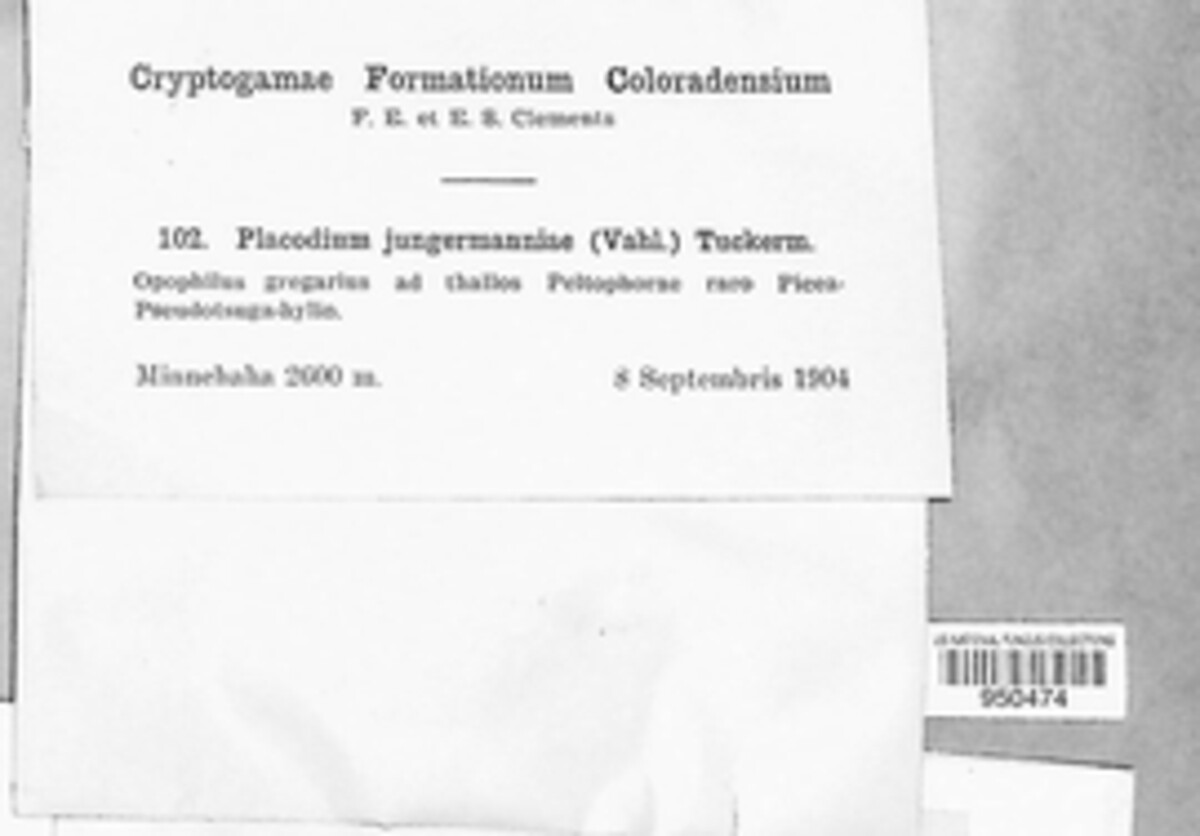 Cryptogamae Formationum Coloradensium
F. E. et E. S. Clements
102. Placodium jungermanniae (Vahl.) Tuckerm.
Opophilus gregarius ad thallos Peltophorae raro Picea-
Pseudotsuga-hylin.
Minnehaha 2600 m. 8 Septembris 1904
950474